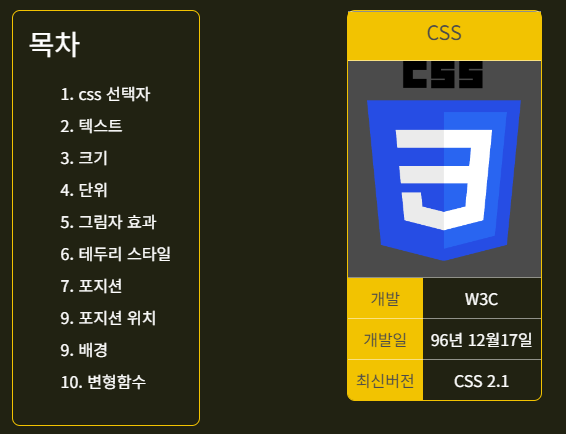 목차
1. css 선택자
2. 텍스트
3. 크기
4. 단위
5. 그림자 효과
6. 테두리 스타일
7. 포지션
9. 포지션 위치
9. 배경
10. 변형함수
CSS
CSS
3
개발 W3C
개발일 96년 12월17일
최신버전 CSS 2.1